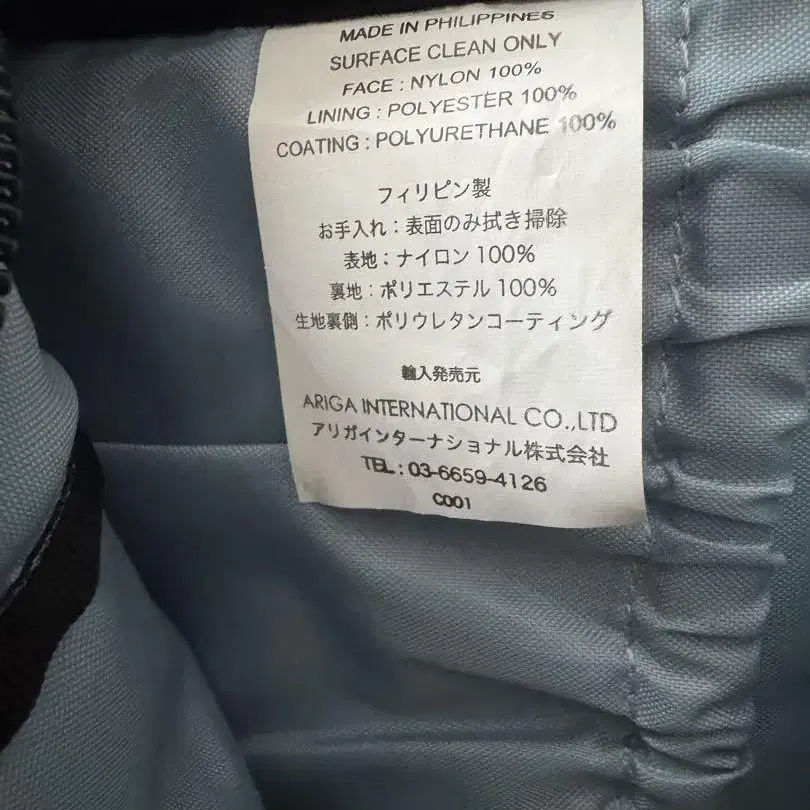 MADE IN PHILIPPINES
SURFACE CLEAN ONLY
FACE : NYLON 100%
LINING : POLYESTER 100%
COATING : POLYURETHANE 100%
フィリピン製
お手入れ：表面のみ拭き掃除
表地：ナイロン 100%
裏地：ポリエステル 100%
生地裏側：ポリウレタンコーティング
輸入発売元
ARIGA INTERNATIONAL CO.,LTD
アリガインターナショナル株式会社
TEL : 03-6659-4126
C001